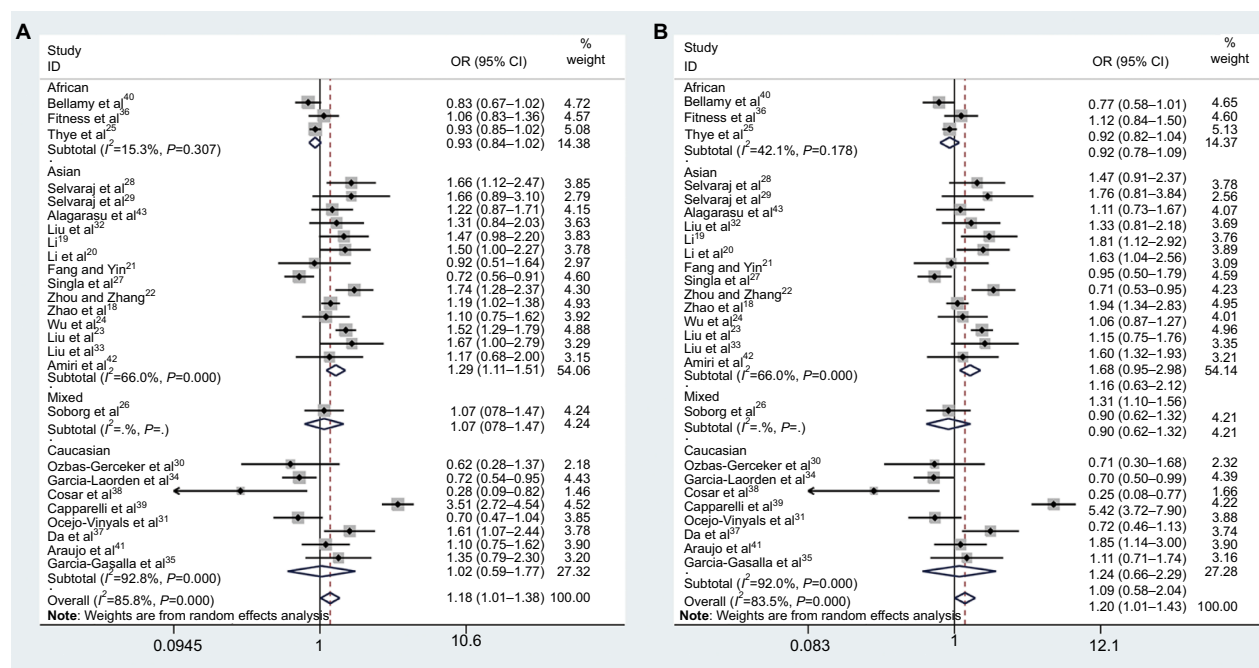 A
Study
ID
OR (95% CI)
%
weight
African
Bellamy et al40 0.83 (0.67–1.02) 4.72
Fitness et al36 1.06 (0.83–1.36) 4.57
Thye et al25 0.93 (0.85–1.02) 5.08
Subtotal (I2=15.3%, P=0.307) 0.93 (0.84–1.02) 14.38
.
Asian
Selvaraj et al28 1.66 (1.12–2.47) 3.85
Selvaraj et al29 1.66 (0.89–3.10) 2.79
Alagarasu et al43 1.22 (0.87–1.71) 4.15
Liu et al32 1.31 (0.84–2.03) 3.63
Li19 1.47 (0.98–2.20) 3.83
Li et al20 1.50 (1.00–2.27) 3.78
Fang and Yin21 0.92 (0.51–1.64) 2.97
Singla et al27 0.72 (0.56–0.91) 4.60
Zhou and Zhang22 1.74 (1.28–2.37) 4.30
Zhao et al18 1.19 (1.02–1.38) 4.93
Wu et al24 1.10 (0.75–1.62) 3.92
Liu et al23 1.52 (1.29–1.79) 4.88
Liu et al33 1.67 (1.00–2.79) 3.29
Amiri et al42 1.17 (0.68–2.00) 3.15
Subtotal (I2=66.0%, P=0.000) 1.29 (1.11–1.51) 54.06
.
Mixed
Soborg et al26 1.07 (078–1.47) 4.24
Subtotal (I2=.%, P=.) 1.07 (078–1.47) 4.24
.
Caucasian
Ozbas-Gerceker et al30 0.62 (0.28–1.37) 2.18
Garcia-Laorden et al34 0.72 (0.54–0.95) 4.43
Cosar et al38 0.28 (0.09–0.82) 1.46
Capparelli et al39 3.51 (2.72–4.54) 4.52
Ocejo-Vinyals et al31 0.70 (0.47–1.04) 3.85
Da et al37 1.61 (1.07–2.44) 3.78
Araujo et al41 1.10 (0.75–1.62) 3.90
Garcia-Gasalla et al35 1.35 (0.79–2.30) 3.20
Subtotal (I2=92.8%, P=0.000) 1.02 (0.59–1.77) 27.32
.
Overall (I2=85.8%, P=0.000) 1.18 (1.01–1.38) 100.00
Note: Weights are from random effects analysis
0.0945 1 10.6
B
Study
ID
OR (95% CI)
%
weight
African
Bellamy et al40 0.77 (0.58–1.01) 4.65
Fitness et al36 1.12 (0.84–1.50) 4.60
Thye et al25 0.92 (0.82–1.04) 5.13
Subtotal (I2=42.1%, P=0.178) 0.92 (0.78–1.09) 14.37
.
Asian
Selvaraj et al28 1.47 (0.91–2.37) 3.78
Selvaraj et al29 1.76 (0.81–3.84) 2.56
Alagarasu et al43 1.11 (0.73–1.67) 4.07
Liu et al32 1.33 (0.81–2.18) 3.69
Li19 1.81 (1.12–2.92) 3.76
Li et al20 1.63 (1.04–2.56) 3.89
Fang and Yin21 0.95 (0.50–1.79) 3.09
Singla et al27 0.71 (0.53–0.95) 4.59
Zhou and Zhang22 1.94 (1.34–2.83) 4.23
Zhao et al18 1.06 (0.87–1.27) 4.95
Wu et al24 1.15 (0.75–1.76) 4.01
Liu et al23 1.60 (1.32–1.93) 4.96
Liu et al33 1.68 (0.95–2.98) 3.35
Amiri et al42 1.16 (0.63–2.12) 3.21
Subtotal (I2=66.0%, P=0.000) 1.31 (1.10–1.56) 54.14
.
Mixed
Soborg et al26 0.90 (0.62–1.32) 4.21
Subtotal (I2=.%, P=.) 0.90 (0.62–1.32) 4.21
.
Caucasian
Ozbas-Gerceker et al30 0.71 (0.30–1.68) 2.32
Garcia-Laorden et al34 0.70 (0.50–0.99) 4.39
Cosar et al38 0.25 (0.08–0.77) 1.66
Capparelli et al39 5.42 (3.72–7.90) 4.22
Ocejo-Vinyals et al31 0.72 (0.46–1.13) 3.88
Da et al37 1.85 (1.14–3.00) 3.74
Araujo et al41 1.11 (0.71–1.74) 3.90
Garcia-Gasalla et al35 1.24 (0.66–2.29) 3.16
Subtotal (I2=92.0%, P=0.000) 1.09 (0.58–2.04) 27.28
.
Overall (I2=83.5%, P=0.000) 1.20 (1.01–1.43) 100.00
Note: Weights are from random effects analysis
0.083 1 12.1